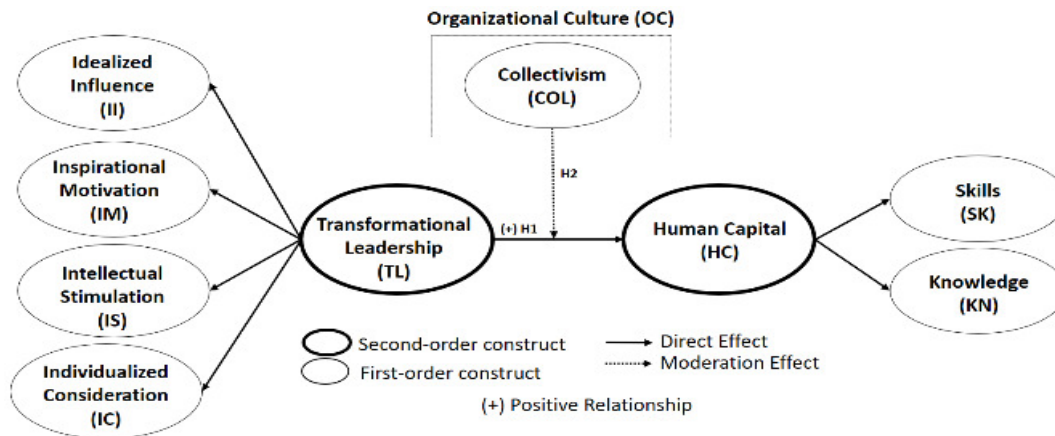 Organizational Culture (OC)
Idealized
Influence
(II)
Collectivism
(COL)
Inspirational
Motivation
(IM)
H2
Skills
(SK)
Transformational
Leadership
(TL)
(+) H1
Human Capital
(HC)
Intellectual
Stimulation
(IS)
Knowledge
(KN)
Individualized
Consideration
(IC)
Second-order construct
Direct Effect
First-order construct
Moderation Effect
(+) Positive Relationship